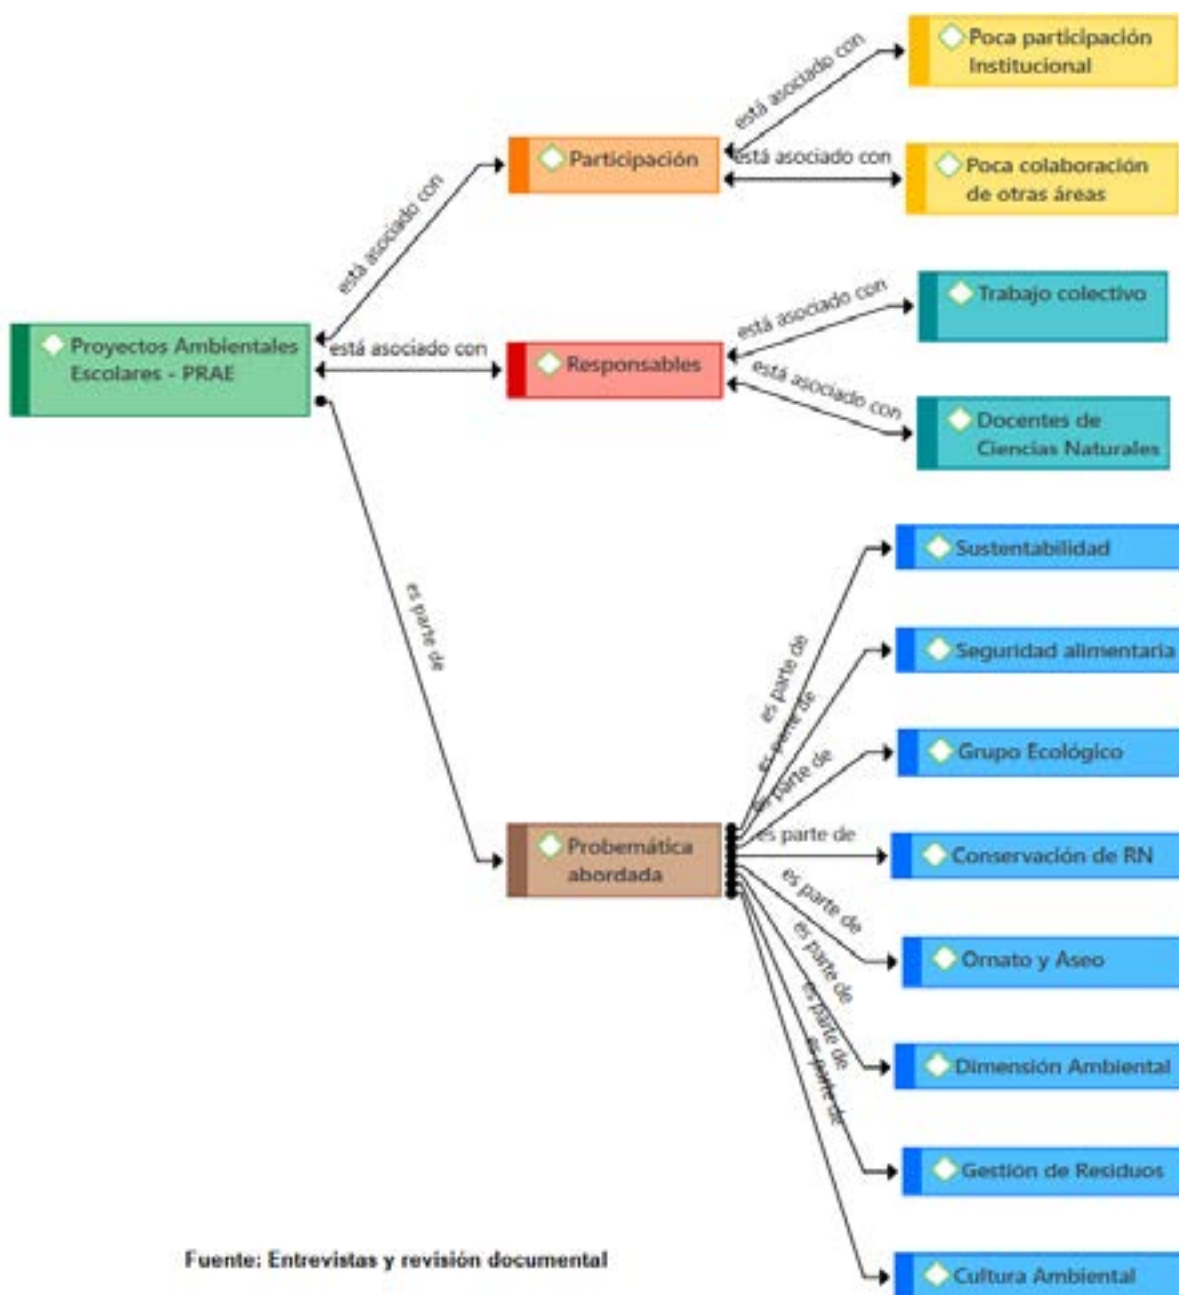 Poca participación
Institucional
está asociado con
Participación
está asociado con
Poca colaboración
de otras áreas
está asociado con
Trabajo colectivo
está asociado con
Proyectos Ambientales
Escolares - PRAE
está asociado con
Responsables
está asociado con
Docentes de
Ciencias Naturales
Sustentabilidad
es parte de
es parte de
Seguridad alimentaria
es parte de
Grupo Ecológico
es parte de
Probemática
abordada
es parte de
Conservación de RN
es parte de
Ornato y Aseo
es parte de
Dimensión Ambiental
es parte de
Gestión de Residuos
es parte de
Cultura Ambiental
Fuente: Entrevistas y revisión documental